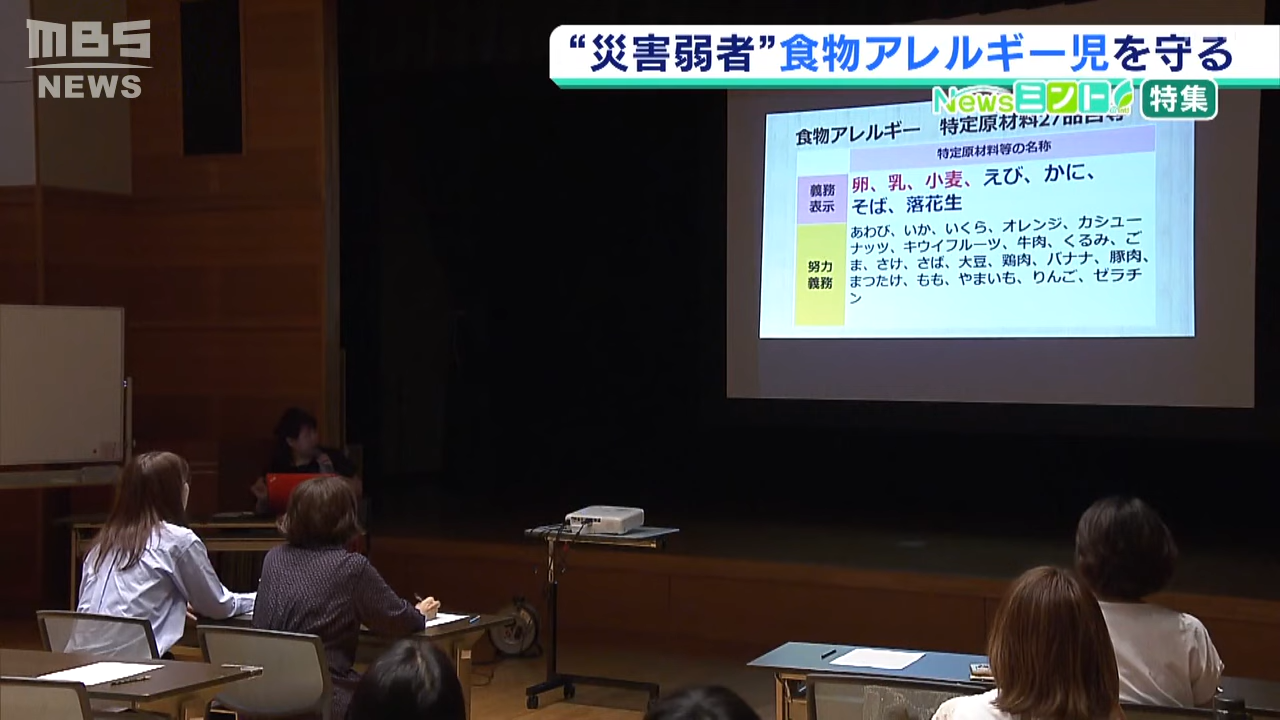 MBS
NEWS
“災害弱者”食物アレルギー児を守る
Newsミント!
特集
食物アレルギー 特定原材料27品目等
特定原材料等の名称
義務
表示
卵、乳、小麦、えび、かに、
そば、落花生
努力
義務
あわび、いか、いくら、オレンジ、カシュー
ナッツ、キウイフルーツ、牛肉、くるみ、ご
ま、さけ、さば、大豆、鶏肉、バナナ、豚肉、
まつたけ、もも、やまいも、りんご、ゼラチ
ン